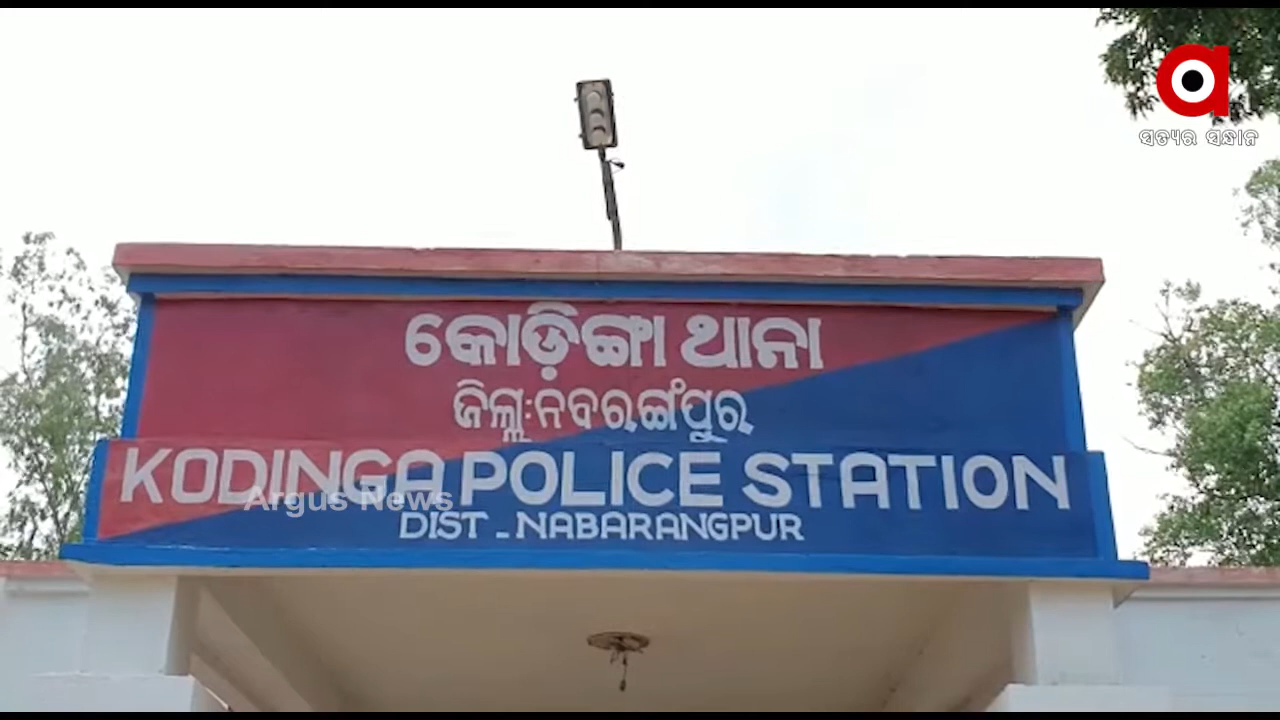 ସତ୍ୟର ସନ୍ଧାନ
କୋଡ଼ିଙ୍ଗା ଥାନା
ଜିଲ୍ଲା:ନବରଙ୍ଗପୁର
KODINGA POLICE STATION
Argus News
DIST - NABARANGPUR